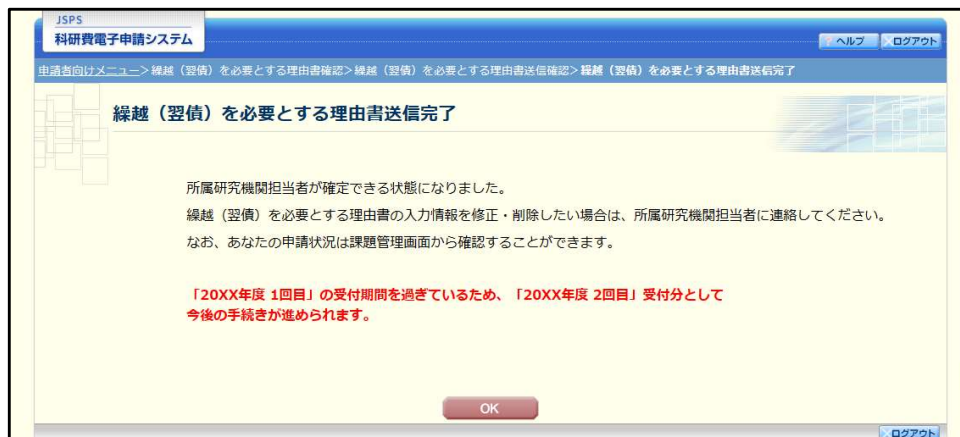 JSPS
科研費電子申請システム
ヘルプ
ログアウト
申請者向けメニュー>繰越（翌債）を必要とする理由書確認>繰越（翌債）を必要とする理由書送信確認>繰越（翌債）を必要とする理由書送信完了
繰越（翌債）を必要とする理由書送信完了
所属研究機関担当者が確定できる状態になりました。
繰越（翌債）を必要とする理由書の入力情報を修正・削除したい場合は、所属研究機関担当者に連絡してください。
なお、あなたの申請状況は課題管理画面から確認することができます。
「20XX年度 1回目」の受付期間を過ぎているため、「20XX年度 2回目」受付分として
今後の手続きが進められます。
OK
ログアウト